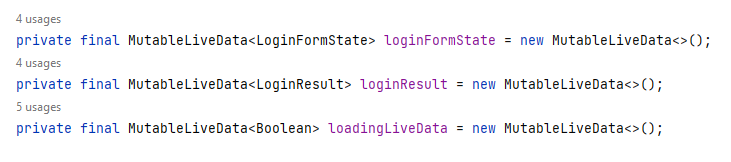 4 usages
private final MutableLiveData<LoginFormState> loginFormState = new MutableLiveData<>();
4 usages
private final MutableLiveData<LoginResult> loginResult = new MutableLiveData<>();
5 usages
private final MutableLiveData<Boolean> loadingLiveData = new MutableLiveData<>();